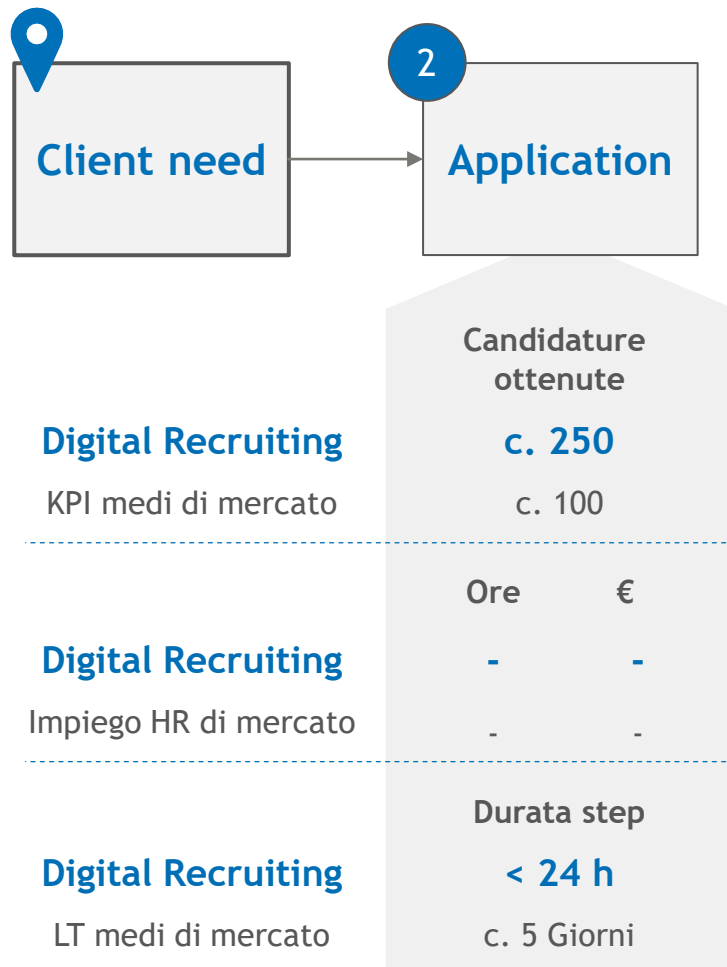 2
Client need
Application
Candidature
ottenute
Digital Recruiting
c. 250
KPI medi di mercato
c. 100
Ore €
Digital Recruiting
- -
Impiego HR di mercato
- -
Durata step
Digital Recruiting
< 24 h
LT medi di mercato
c. 5 Giorni